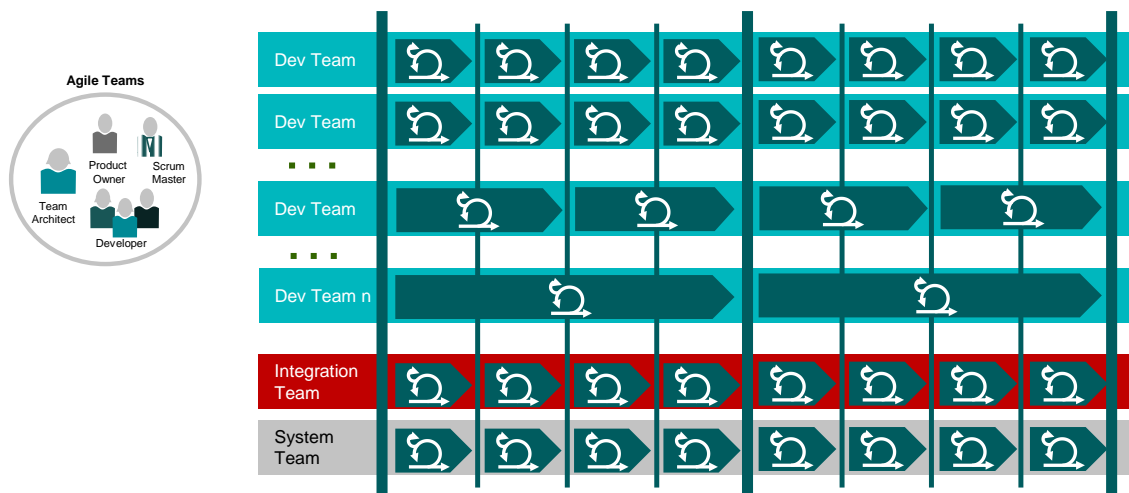 Agile Teams
Product
Owner
Scrum
Master
Team
Architect
Developer
Dev Team
Dev Team
. . .
Dev Team
. . .
Dev Team n
Integration
Team
System
Team